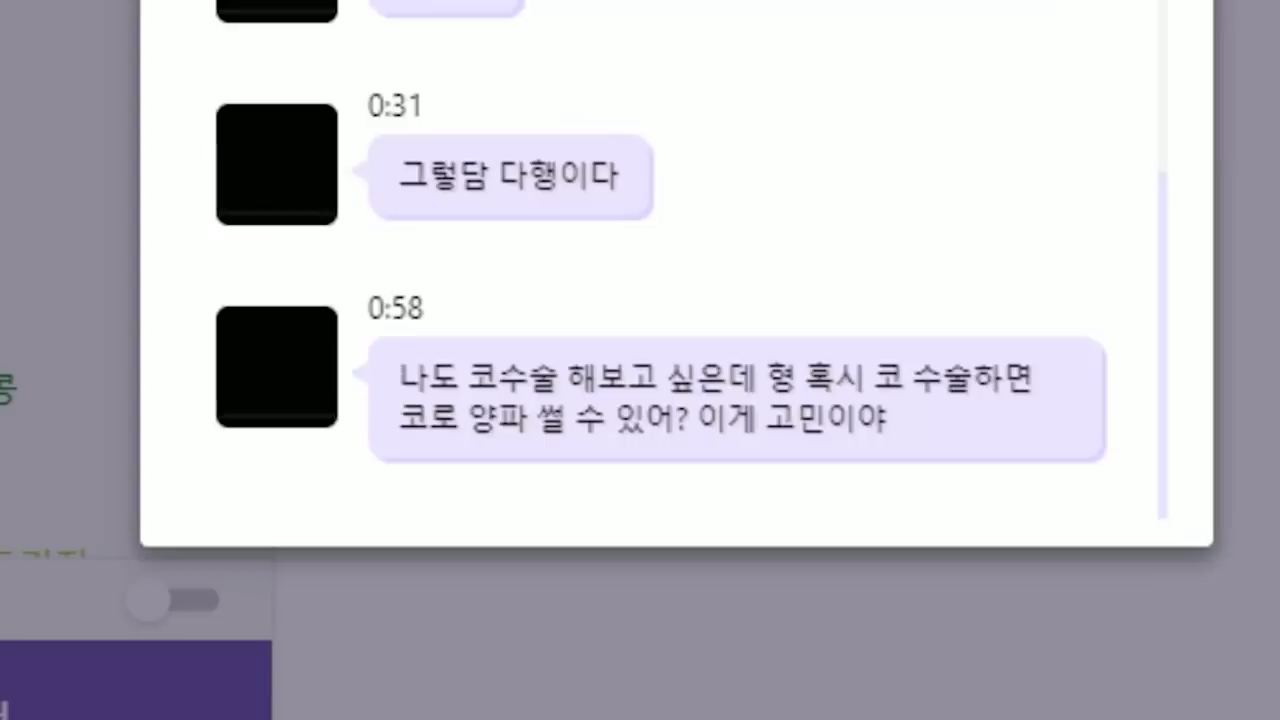 0:31
그렇담 다행이다
0:58
나도 코수술 해보고 싶은데 형 혹시 코 수술하면
코로 양파 썰 수 있어? 이게 고민이야